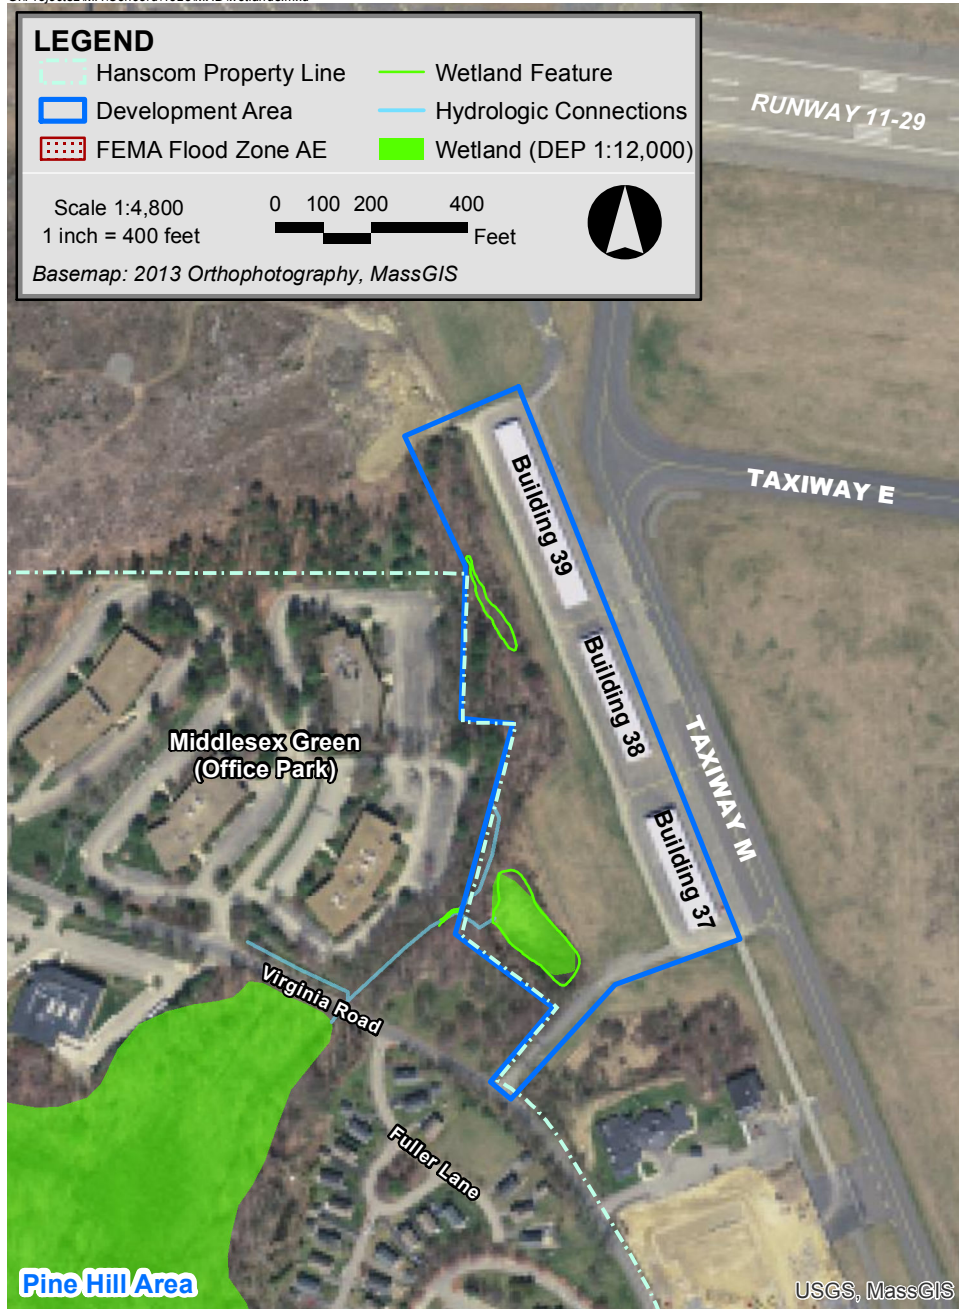 LEGEND
Hanscom Property Line
Development Area
FEMA Flood Zone AE
Wetland Feature
Hydrologic Connections
Wetland (DEP 1:12,000)
Scale 1:4,800
1 inch = 400 feet
0 100 200 400
Feet
Basemap: 2013 Orthophotography, MassGIS
RUNWAY 11-29
TAXIWAY E
Building 39
Building 38
TAXIWAY M
Middlesex Green
(Office Park)
Building 37
Virginia Road
Fuller Lane
Pine Hill Area
USGS, MassGIS